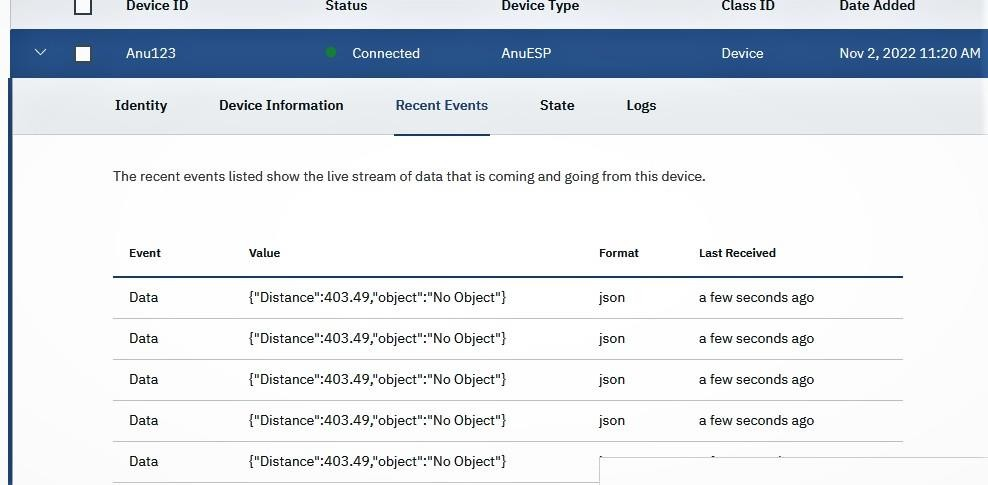 Device ID Status Device Type Class ID Date Added
Anu123 Connected AnuESP Device Nov 2, 2022 11:20 AM
Identity Device Information Recent Events State Logs
The recent events listed show the live stream of data that is coming and going from this device.
Event Value Format Last Received
Data {"Distance":403.49,"object":"No Object"} json a few seconds ago
Data {"Distance":403.49,"object":"No Object"} json a few seconds ago
Data {"Distance":403.49,"object":"No Object"} json a few seconds ago
Data {"Distance":403.49,"object":"No Object"} json a few seconds ago
Data {"Distance":403.49,"object":"No Object"}